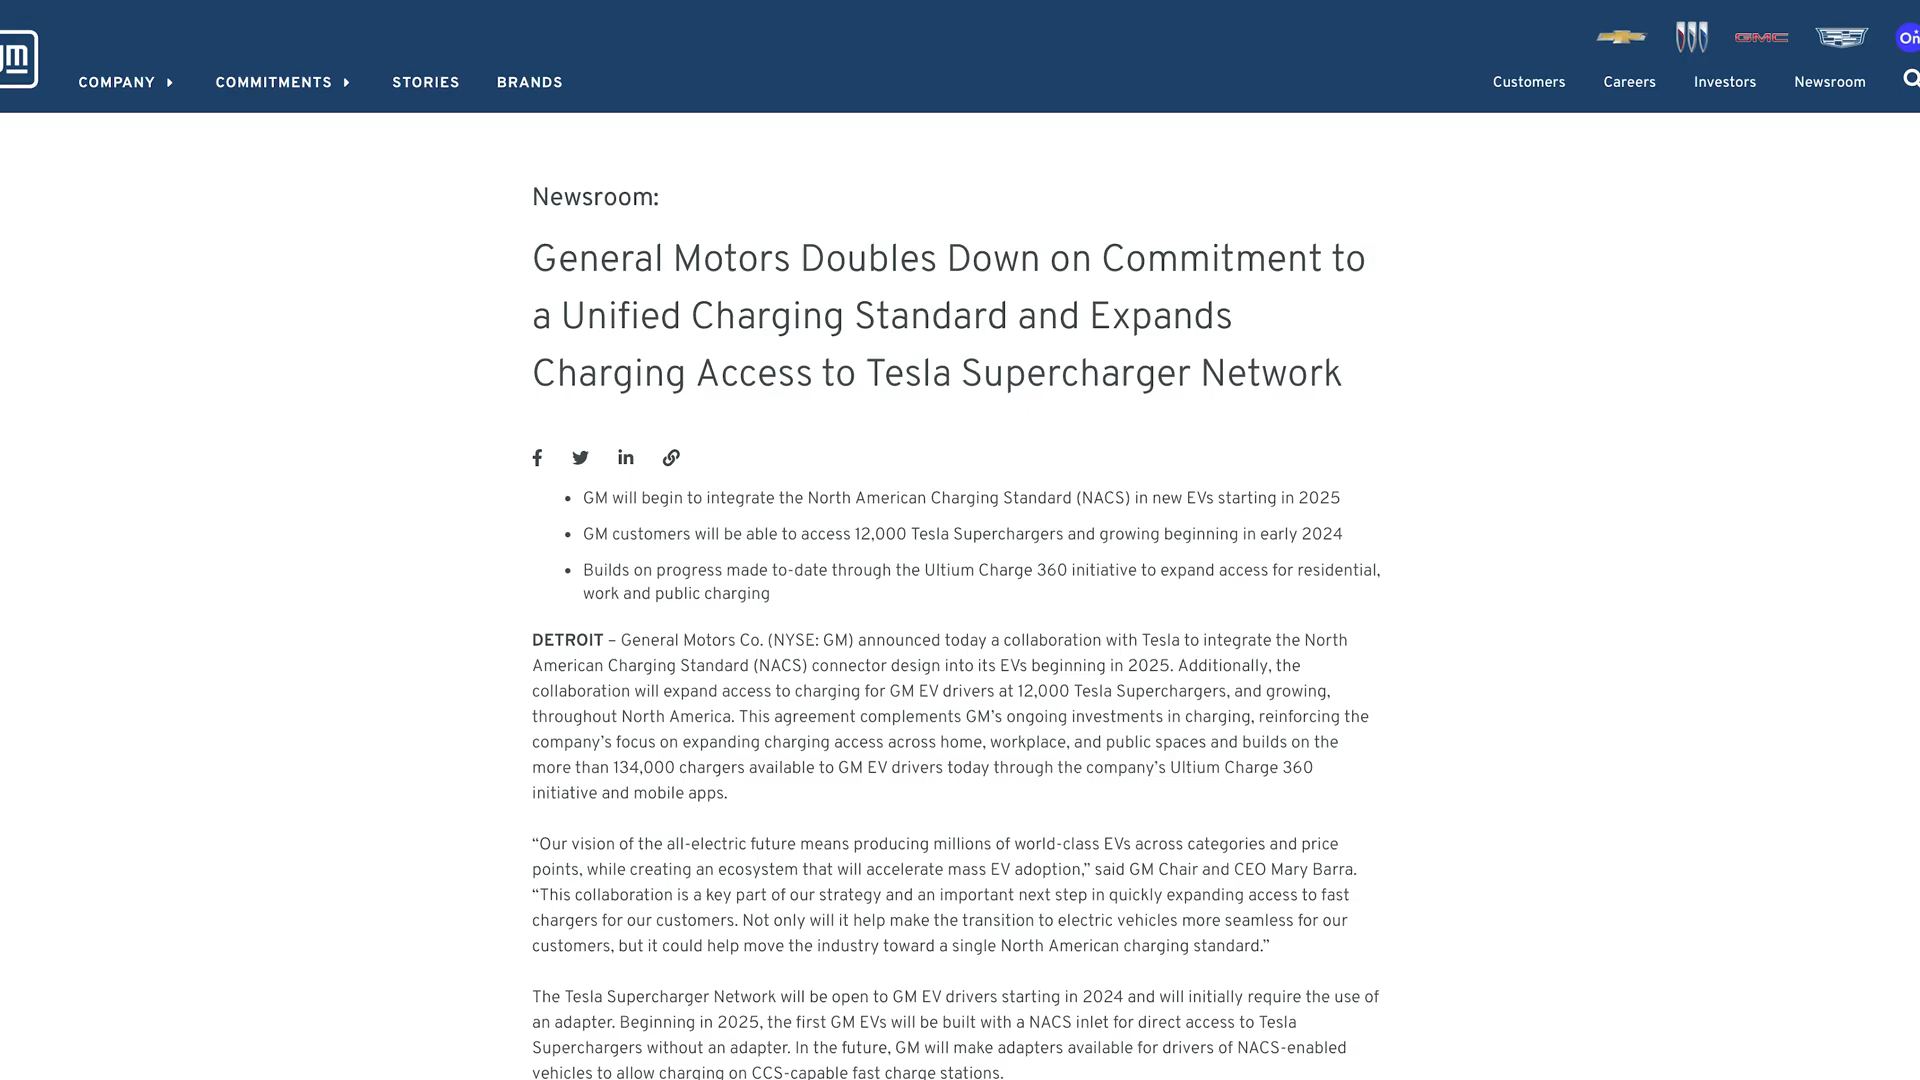 gm
GMC
On
COMPANY
COMMITMENTS
STORIES
BRANDS
Customers
Careers
Investors
Newsroom
Newsroom:
General Motors Doubles Down on Commitment to
a Unified Charging Standard and Expands
Charging Access to Tesla Supercharger Network
• GM will begin to integrate the North American Charging Standard (NACS) in new EVs starting in 2025
• GM customers will be able to access 12,000 Tesla Superchargers and growing beginning in early 2024
• Builds on progress made to-date through the Ultium Charge 360 initiative to expand access for residential,
work and public charging
DETROIT – General Motors Co. (NYSE: GM) announced today a collaboration with Tesla to integrate the North
American Charging Standard (NACS) connector design into its EVs beginning in 2025. Additionally, the
collaboration will expand access to charging for GM EV drivers at 12,000 Tesla Superchargers, and growing,
throughout North America. This agreement complements GM’s ongoing investments in charging, reinforcing the
company’s focus on expanding charging access across home, workplace, and public spaces and builds on the
more than 134,000 chargers available to GM EV drivers today through the company’s Ultium Charge 360
initiative and mobile apps.
“Our vision of the all-electric future means producing millions of world-class EVs across categories and price
points, while creating an ecosystem that will accelerate mass EV adoption,” said GM Chair and CEO Mary Barra.
“This collaboration is a key part of our strategy and an important next step in quickly expanding access to fast
chargers for our customers. Not only will it help make the transition to electric vehicles more seamless for our
customers, but it could help move the industry toward a single North American charging standard.”
The Tesla Supercharger Network will be open to GM EV drivers starting in 2024 and will initially require the use of
an adapter. Beginning in 2025, the first GM EVs will be built with a NACS inlet for direct access to Tesla
Superchargers without an adapter. In the future, GM will make adapters available for drivers of NACS-enabled
vehicles to allow charging on CCS-capable fast charge stations.